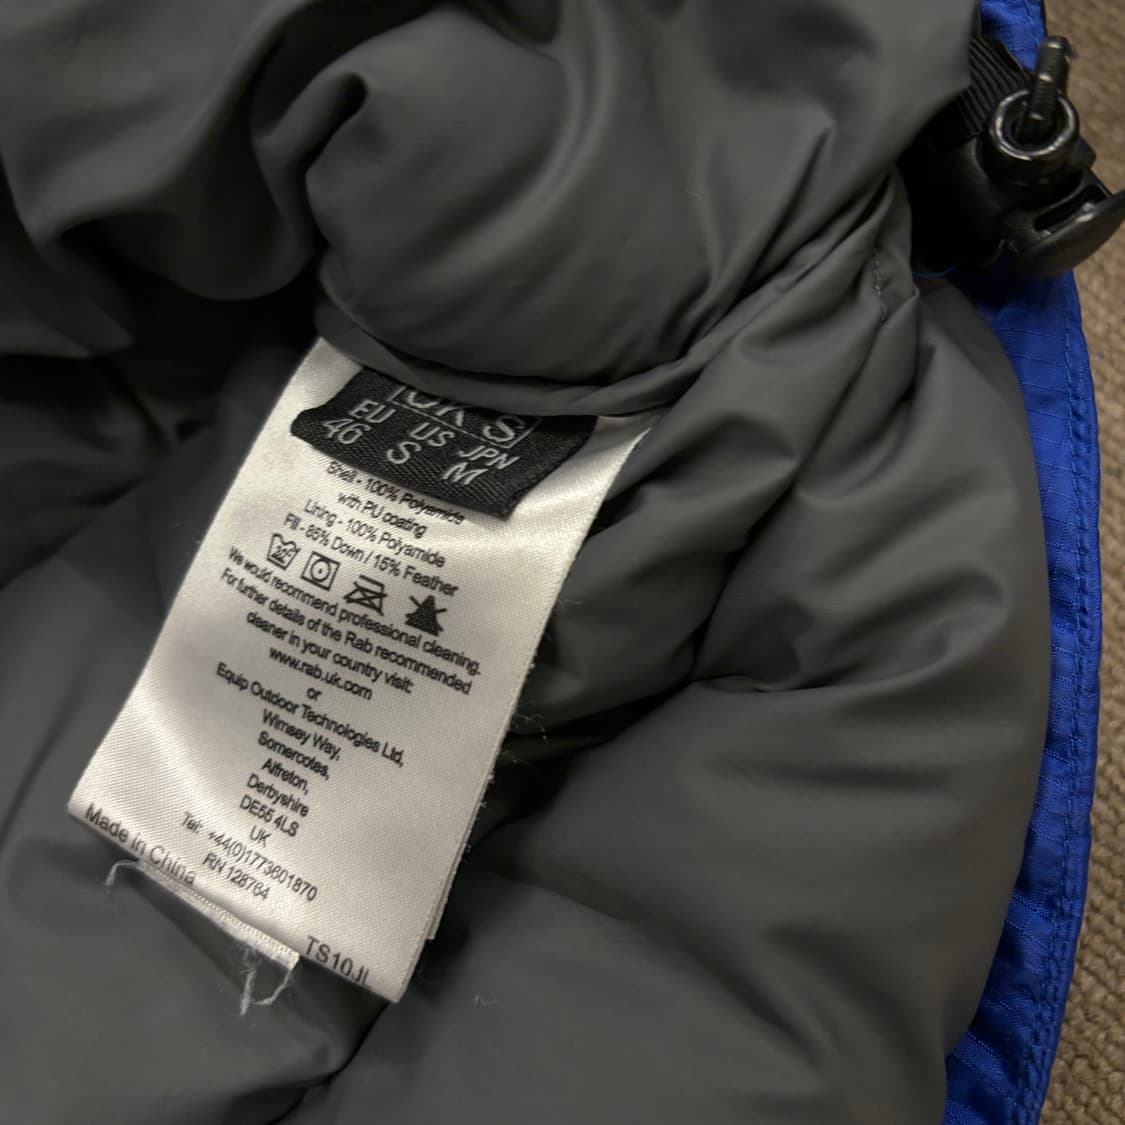 UK S
EU US JPN
46 S M
Shell - 100% Polyamide
with PU coating
Lining - 100% Polyamide
Fill - 85% Down / 15% Feather
We would recommend professional cleaning.
For further details of the Rab recommended
cleaner in your country visit:
www.rab.uk.com
or
Equip Outdoor Technologies Ltd,
Wimsey Way,
Somercotes,
Alfreton,
Derbyshire
DE55 4LS
UK
Tel: +44(0)1773601870
RN 128764
Made in China